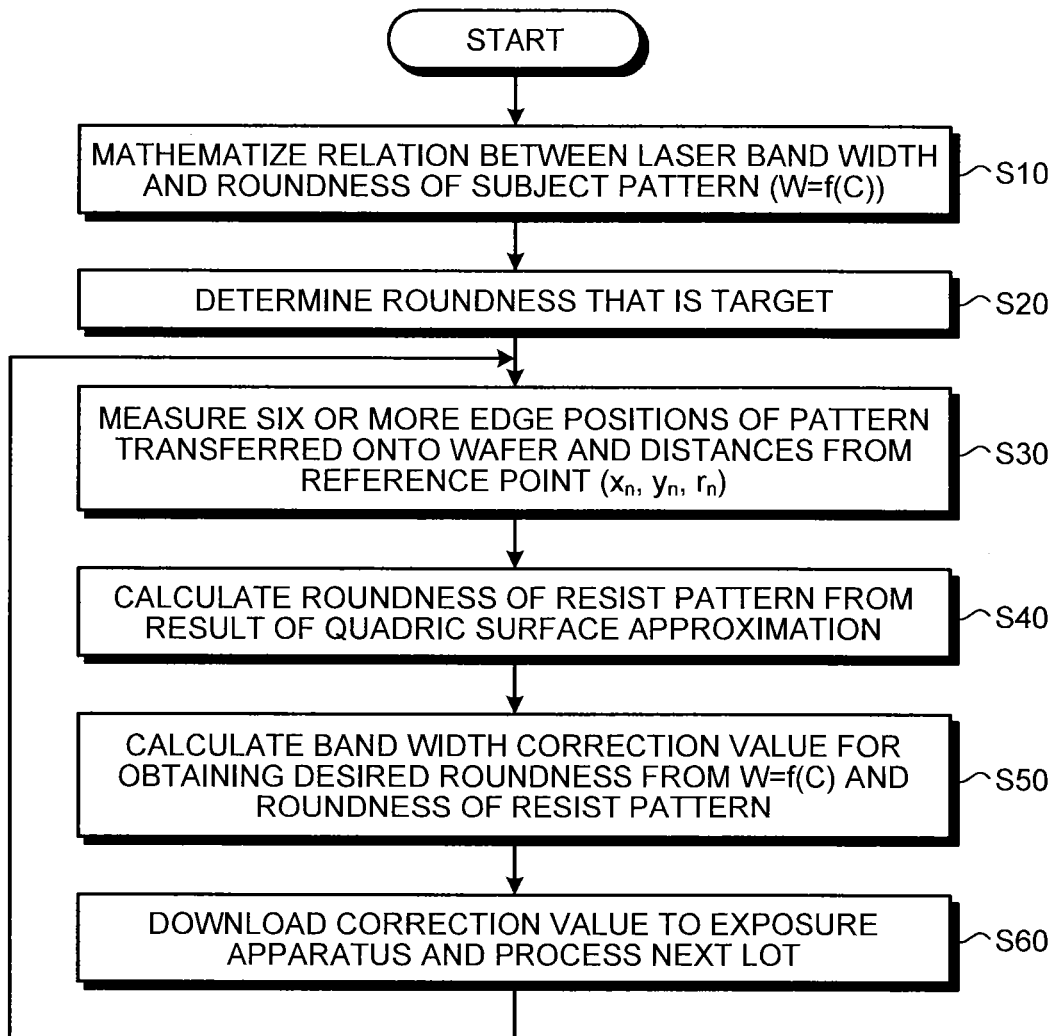 START
MATHEMATIZE RELATION BETWEEN LASER BAND WIDTH
AND ROUNDNESS OF SUBJECT PATTERN (W=f(C))
S10
DETERMINE ROUNDNESS THAT IS TARGET
S20
MEASURE SIX OR MORE EDGE POSITIONS OF PATTERN
TRANSFERRED ONTO WAFER AND DISTANCES FROM
REFERENCE POINT (xₙ, yₙ, rₙ)
S30
CALCULATE ROUNDNESS OF RESIST PATTERN FROM
RESULT OF QUADRIC SURFACE APPROXIMATION
S40
CALCULATE BAND WIDTH CORRECTION VALUE FOR
OBTAINING DESIRED ROUNDNESS FROM W=f(C) AND
ROUNDNESS OF RESIST PATTERN
S50
DOWNLOAD CORRECTION VALUE TO EXPOSURE
APPARATUS AND PROCESS NEXT LOT
S60